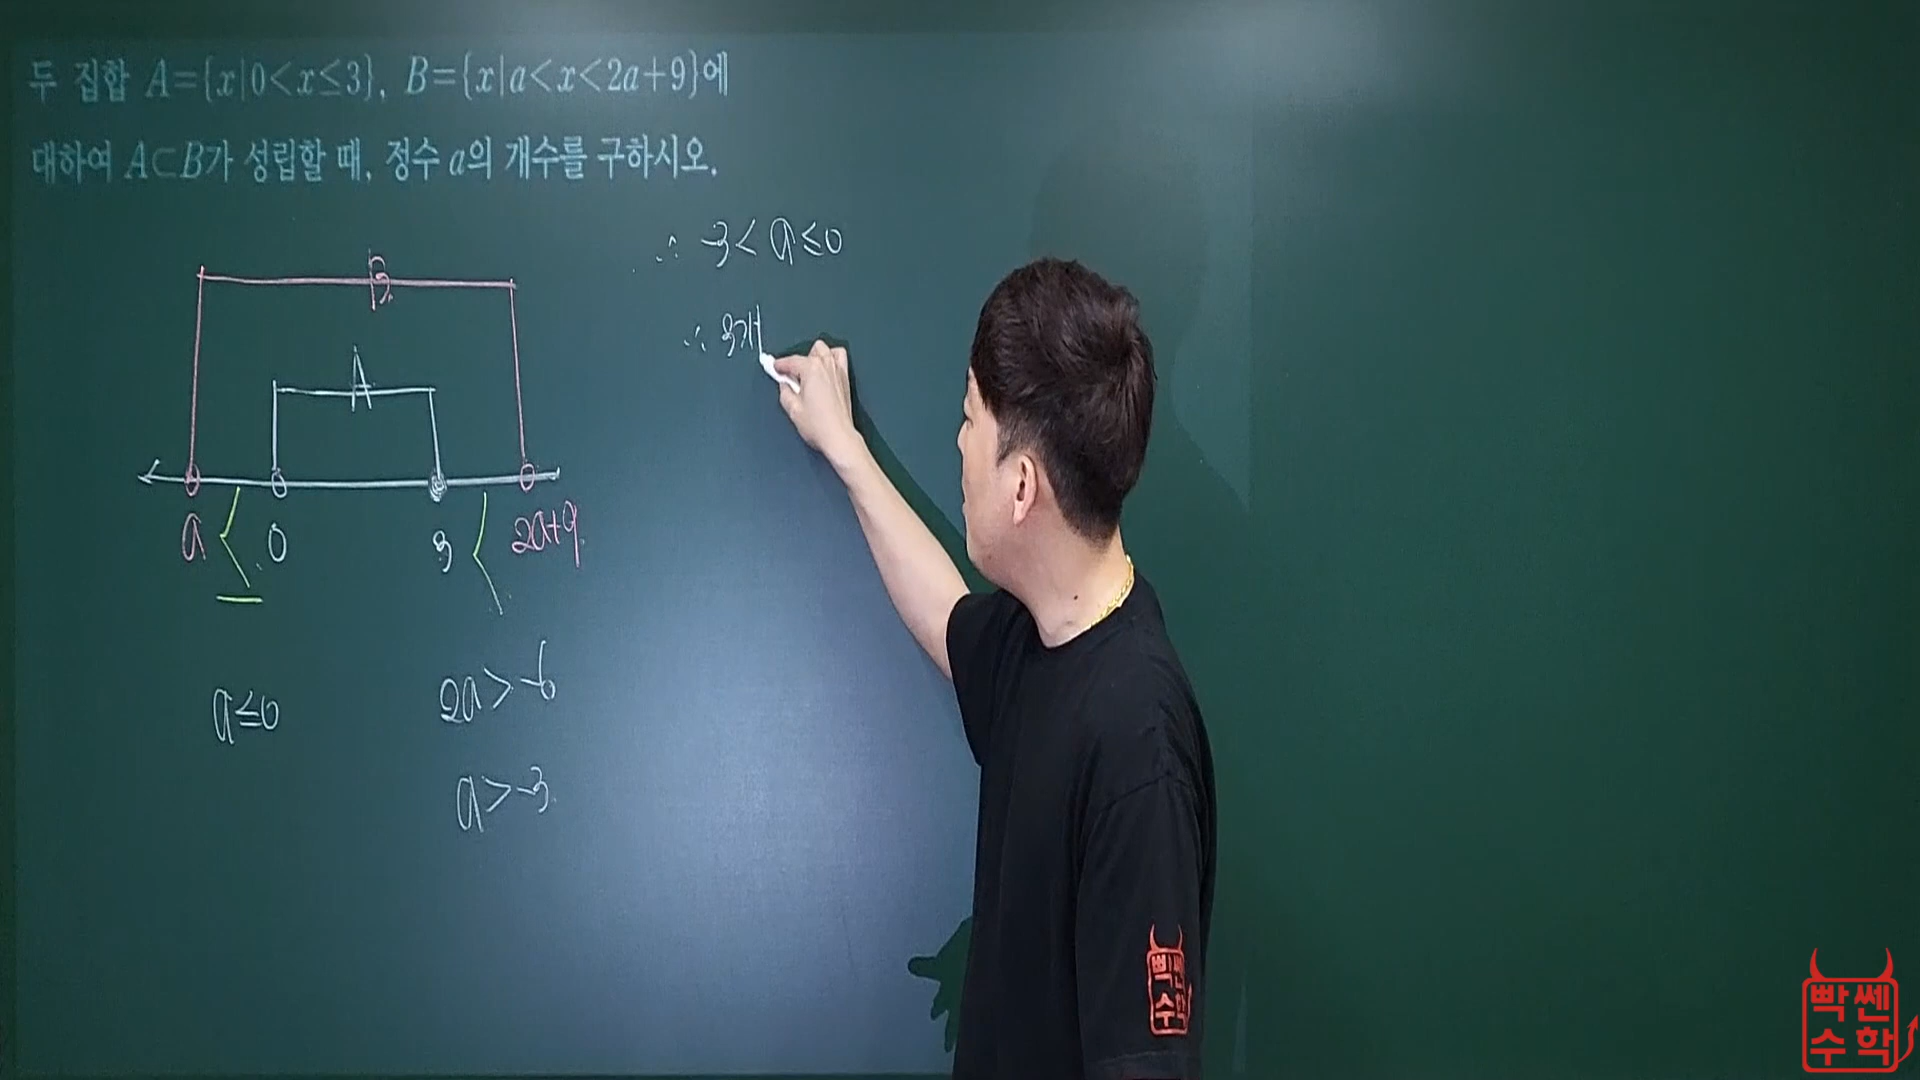 두 집합 A={x|0<x≤3}, B={x|a<x<2a+9}에
대하여 A⊂B가 성립할 때, 정수 a의 개수를 구하시오.
∴ -3<a≤0
∴ 3개
B
A
a < 0 3 < 2a+9
a≤0
2a>-6
a>-3
빡쎈
수학
빡쎈
수학